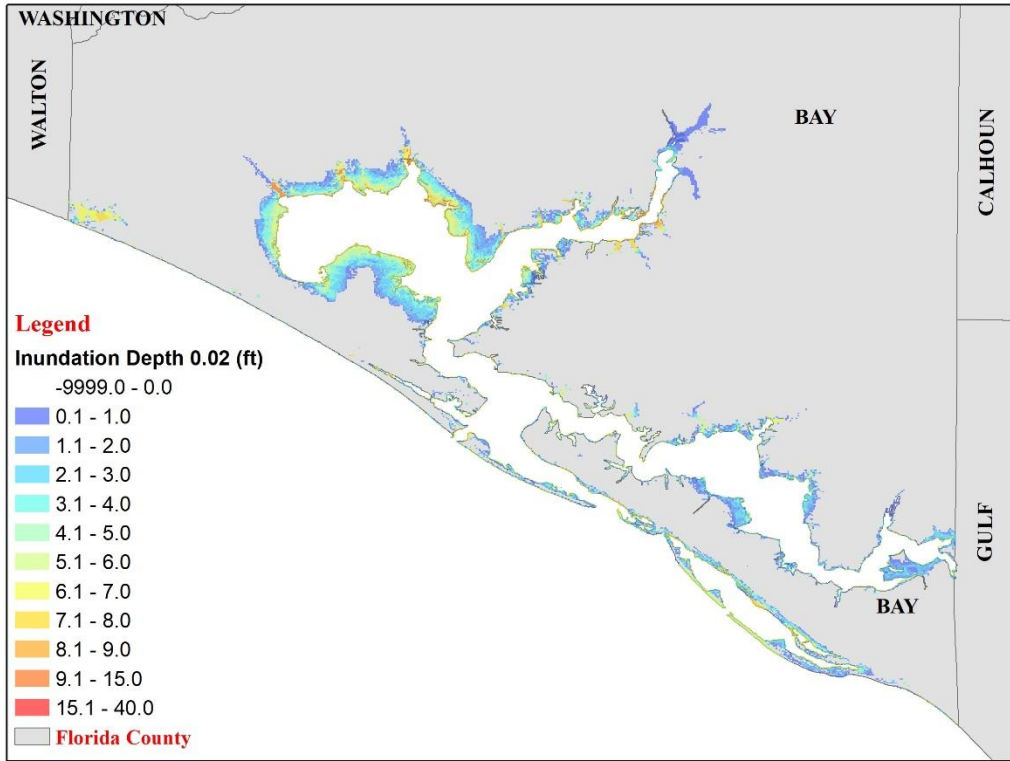 WASHINGTON
WALTON
BAY
CALHOUN
GULF
BAY
Legend
Inundation Depth 0.02 (ft)
-9999.0 - 0.0
0.1 - 1.0
1.1 - 2.0
2.1 - 3.0
3.1 - 4.0
4.1 - 5.0
5.1 - 6.0
6.1 - 7.0
7.1 - 8.0
8.1 - 9.0
9.1 - 15.0
15.1 - 40.0
Florida County